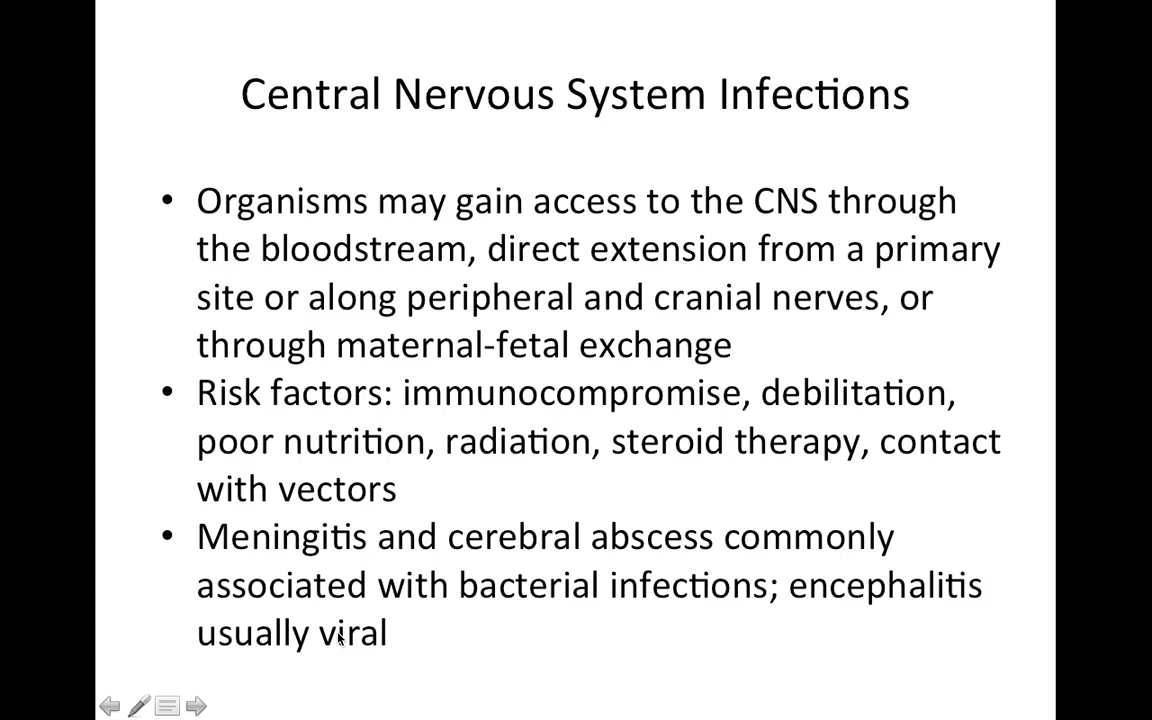 Central Nervous System Infections
• Organisms may gain access to the CNS through
the bloodstream, direct extension from a primary
site or along peripheral and cranial nerves, or
through maternal-fetal exchange
• Risk factors: immunocompromise, debilitation,
poor nutrition, radiation, steroid therapy, contact
with vectors
• Meningitis and cerebral abscess commonly
associated with bacterial infections; encephalitis
usually viral